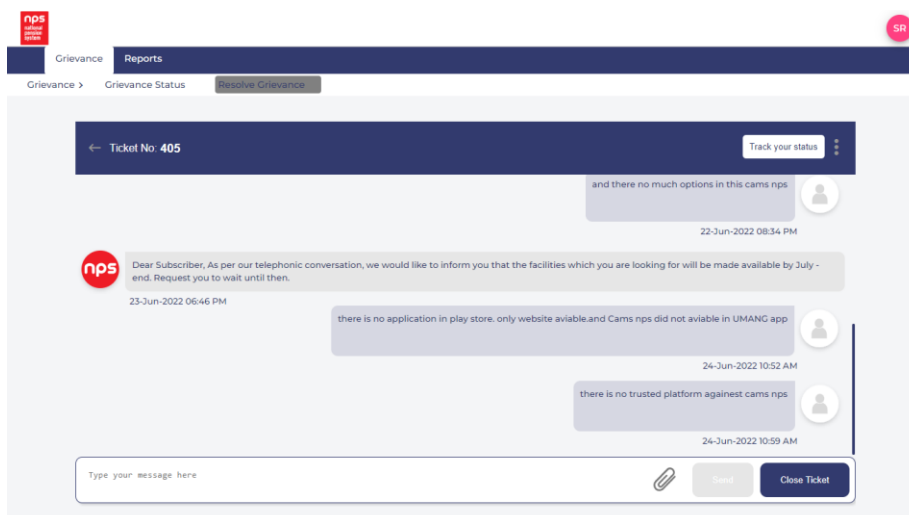 nps
national
pension
system
SR
Grievance Reports
Grievance > Grievance Status Resolve Grievance
← Ticket No: 405 Track your status
and there no much options in this cams nps
22-Jun-2022 08:34 PM
nps
Dear Subscriber, As per our telephonic conversation, we would like to inform you that the facilities which you are looking for will be made available by July -
end. Request you to wait until then.
23-Jun-2022 06:46 PM
there is no application in play store. only website aviable.and Cams nps did not aviable in UMANG app
24-Jun-2022 10:52 AM
there is no trusted platform againest cams nps
24-Jun-2022 10:59 AM
Type your message here Send Close Ticket